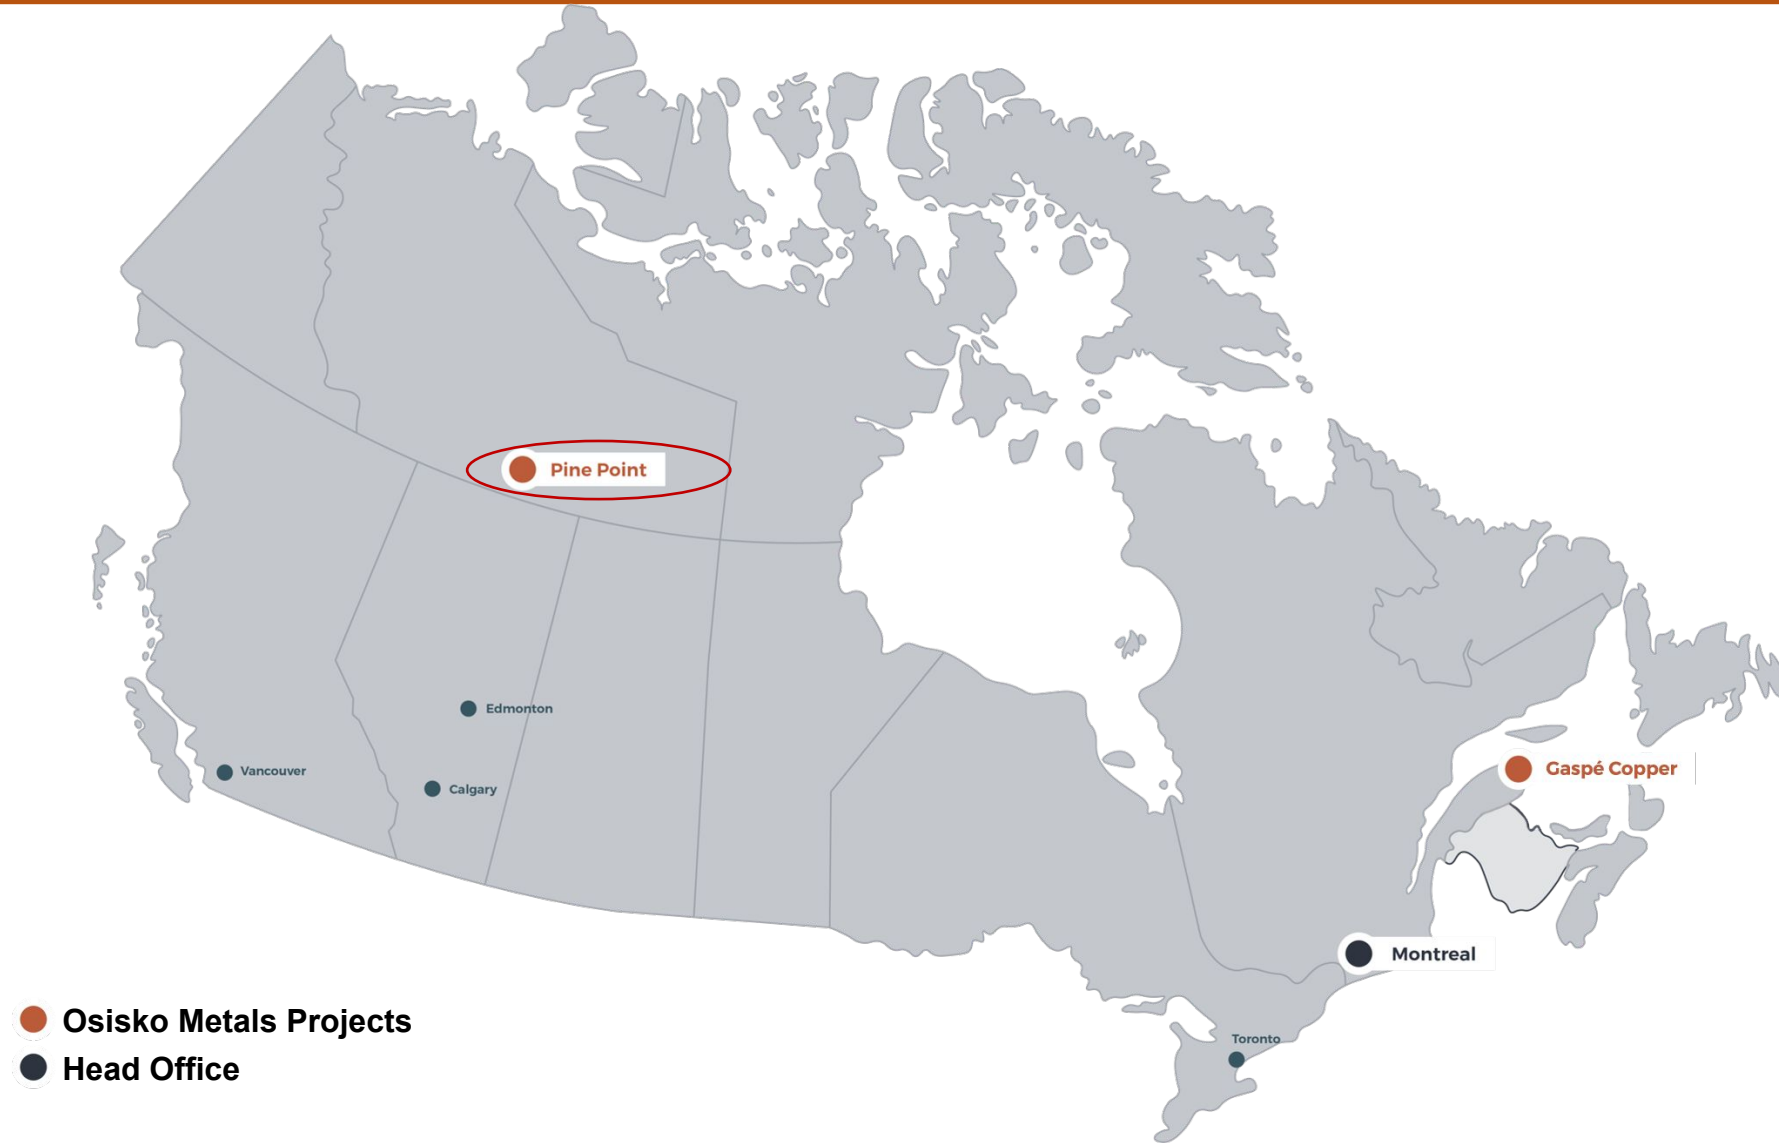 Pine Point
Edmonton
Vancouver
Calgary
Gaspé Copper
Montreal
Toronto
Osisko Metals Projects
Head Office